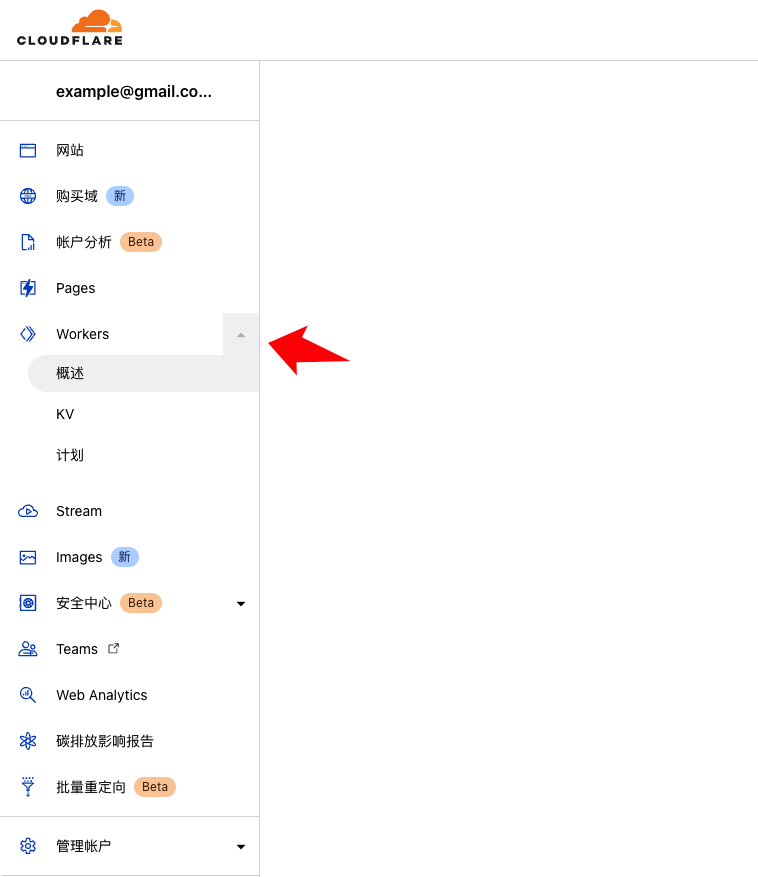 CLOUDFLARE
example@gmail.co...
网站
购买域 新
帐户分析 Beta
Pages
Workers
概述
KV
计划
Stream
Images 新
安全中心 Beta
Teams
Web Analytics
碳排放影响报告
批量重定向 Beta
管理帐户